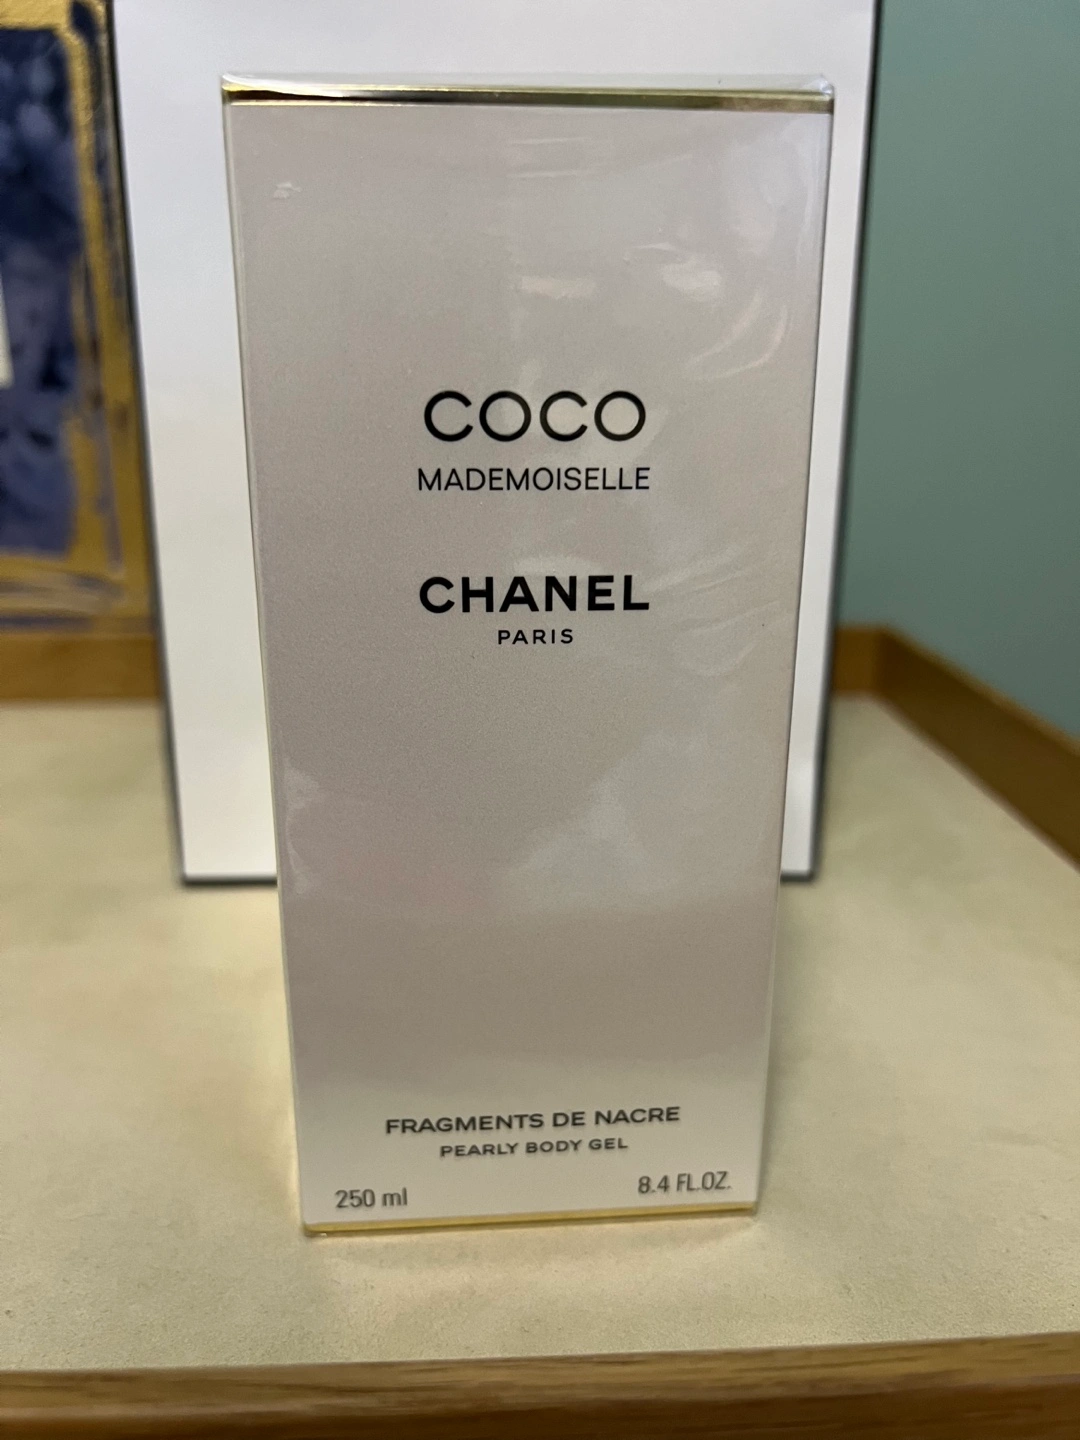 COCO
MADEMOISELLE
CHANEL
PARIS
FRAGMENTS DE NACRE
PEARLY BODY GEL
250 ml 8.4 FL.OZ.